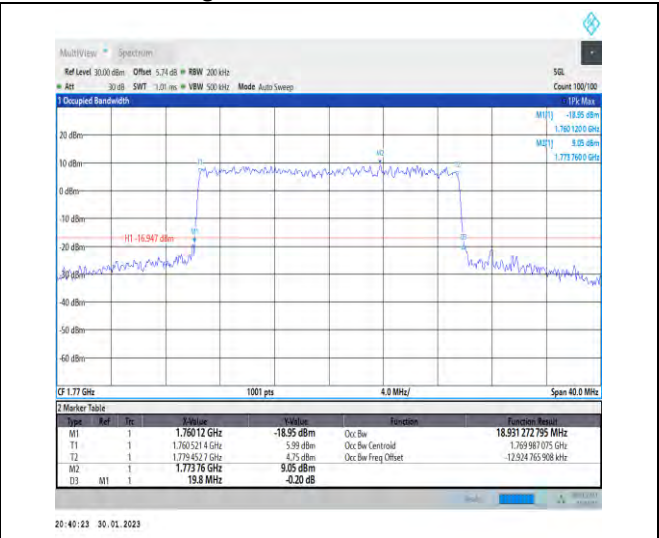 MultiView Spectrum
Ref Level 30.00 dBm Offset 5.74 dB RBW 200 kHz SGL
Att 30 dB SWT 1.01 ms VBW 500 kHz Mode Auto Sweep Count 100/100
1 Occupied Bandwidth 1Pk Max
M1[1] -18.95 dBm
1.760 120 0 GHz
20 dBm
M2[1] 9.05 dBm
1.773 760 0 GHz
M2
10 dBm
T1
0 dBm
-10 dBm
H1 -16.947 dBm
-20 dBm
-30 dBm
-40 dBm
-50 dBm
-60 dBm
CF 1.77 GHz 1001 pts 4.0 MHz/ Span 40.0 MHz
2 Marker Table
Type Ref Trc X-Value Y-Value Function Function Result
M1 1 1.76012 GHz -18.95 dBm Occ Bw 18.931 272 795 MHz
T1 1 1.760 521 4 GHz 5.99 dBm Occ Bw Centroid 1.769 987 075 GHz
T2 1 1.779 452 7 GHz 4.75 dBm Occ Bw Freq Offset -12.924 765 908 kHz
M2 1 1.773 76 GHz 9.05 dBm
D3 M1 1 19.8 MHz -0.20 dB
20:40:23 30.01.2023